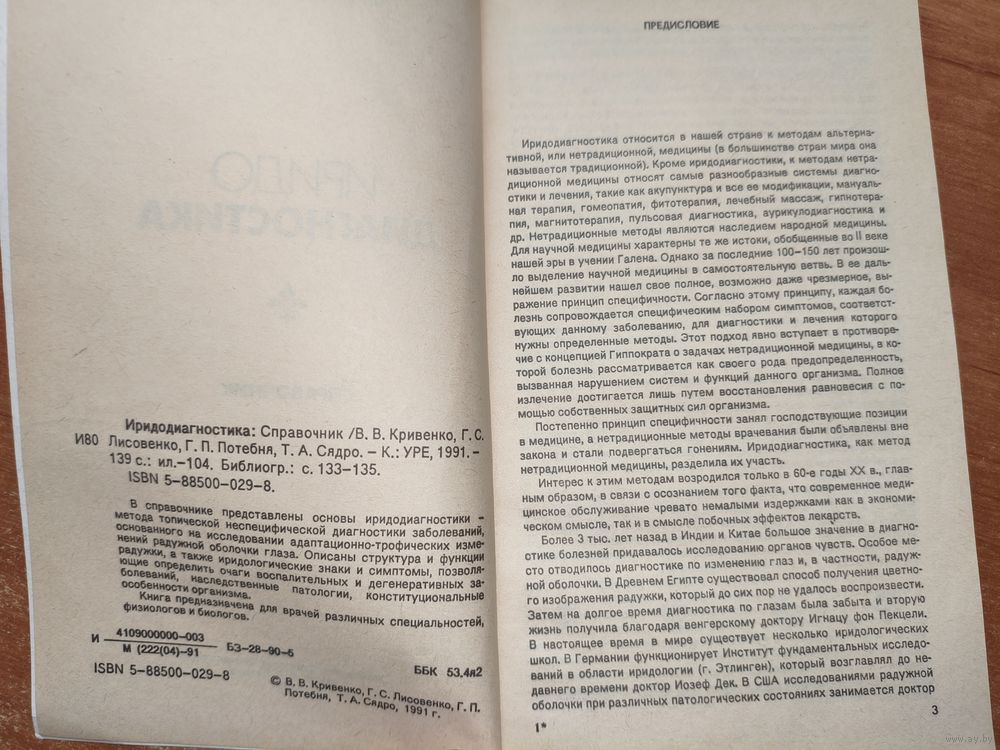 Иридодиагностика: Справочник /В. В. Кривенко, Г. С.
И80 Лисовенко, Г. П. Потебня, Т. А. Сядро. – К.: УРЕ, 1991.–
139 с.: ил.–104. Библиогр.: с. 133–135.
ISBN 5–88500–029–8.
В справочнике представлены основы иридодиагностики –
метода топической неспецифической диагностики заболеваний,
основанного на исследовании адаптационно-трофических изме-
нений радужной оболочки глаза. Описаны структура и функции
радужки, а также иридологические знаки и симптомы, позволя-
ющие определить очаги воспалительных и дегенеративных за-
болеваний, наследственные патологии, конституциональные
особенности организма.
Книга предназначена для врачей различных специальностей,
физиологов и биологов.
И 4109000000–003
М (222(04)–91 БЗ–28–90–6
ББК 53.4я2
ISBN 5–88500–029–8
© В. В. Кривенко, Г. С. Лисовенко, Г. П.
Потебня, Т. А. Сядро, 1991 г.
ПРЕДИСЛОВИЕ
Иридодиагностика относится в нашей стране к методам альтерна-
тивной, или нетрадиционной, медицины (в большинстве стран мира она
называется традиционной). Кроме иридодиагностики, к методам нетра-
диционной медицины относят самые разнообразные системы диагно-
стики и лечения, такие как акупунктура и все ее модификации, мануаль-
ная терапия, гомеопатия, фитотерапия, лечебный массаж, гипнотера-
пия, магнитотерапия, пульсовая диагностика, аурикулодиагностика и
др. Нетрадиционные методы являются наследием народной медицины.
Для научной медицины характерны те же истоки, обобщенные во II веке
нашей эры в учении Галена. Однако за последние 100–150 лет произош-
ло выделение научной медицины в самостоятельную ветвь. В ее даль-
нейшем развитии нашел свое полное, возможно даже чрезмерное, вы-
ражение принцип специфичности. Согласно этому принципу, каждая бо-
лезнь сопровождается специфическим набором симптомов, соответст-
вующих данному заболеванию, для диагностики и лечения которого
нужны определенные методы. Этот подход явно вступает в противоре-
чие с концепцией Гиппократа о задачах нетрадиционной медицины, в ко-
торой болезнь рассматривается как своего рода предопределенность,
вызванная нарушением систем и функций данного организма. Полное
излечение достигается лишь путем восстановления равновесия с по-
мощью собственных защитных сил организма.
Постепенно принцип специфичности занял господствующие позиции
в медицине, а нетрадиционные методы врачевания были объявлены вне
закона и стали подвергаться гонениям. Иридодиагностика, как метод
нетрадиционной медицины, разделила их участь.
Интерес к этим методам возродился только в 60-е годы XX в., глав-
ным образом, в связи с осознанием того факта, что современное меди-
цинское обслуживание чревато немалыми издержками как в экономи-
ческом смысле, так и в смысле побочных эффектов лекарств.
Более 3 тыс. лет назад в Индии и Китае большое значение в диагно-
стике болезней придавалось исследованию органов чувств. Особое ме-
сто отводилось диагностике по изменению глаз и, в частности, радуж-
ной оболочки. В Древнем Египте существовал способ получения цветно-
го изображения радужки, который до сих пор не удалось воспроизвести.
Затем на долгое время диагностика по глазам была забыта и вторую
жизнь получила благодаря венгерскому доктору Игнацу фон Пекцели.
В настоящее время в мире существует несколько иридологических
школ. В Германии функционирует Институт фундаментальных исследо-
ваний в области иридологии (г. Этлинген), который возглавлял до не-
давнего времени доктор Иозеф Дек. В США исследованиями радужной
оболочки при различных патологических состояниях занимается доктор
1*
3
www.ay.by